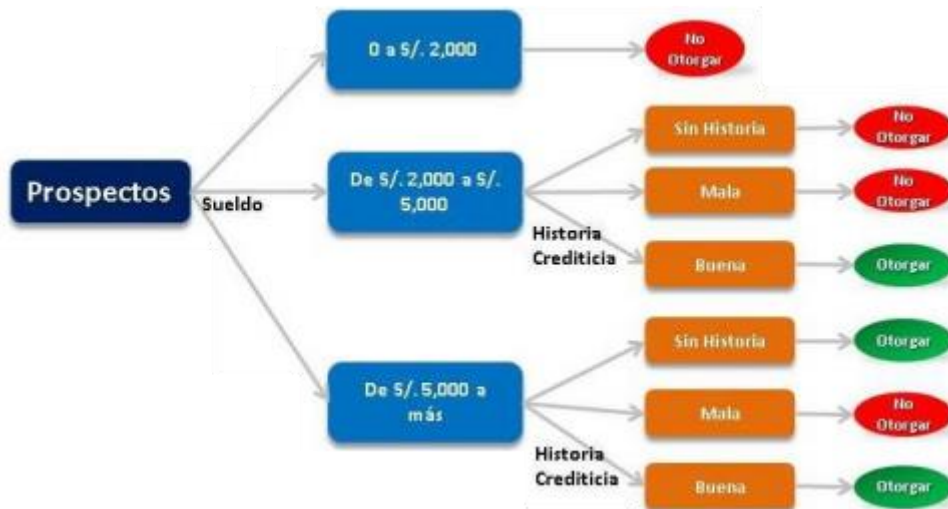 Prospectos
Sueldo
0 a S/. 2,000
No
Otorgar
De S/. 2,000 a S/.
5,000
Historia
Crediticia
Sin Historia
No
Otorgar
Mala
No
Otorgar
Buena
Otorgar
De S/. 5,000 a
más
Historia
Crediticia
Sin Historia
Otorgar
Mala
No
Otorgar
Buena
Otorgar